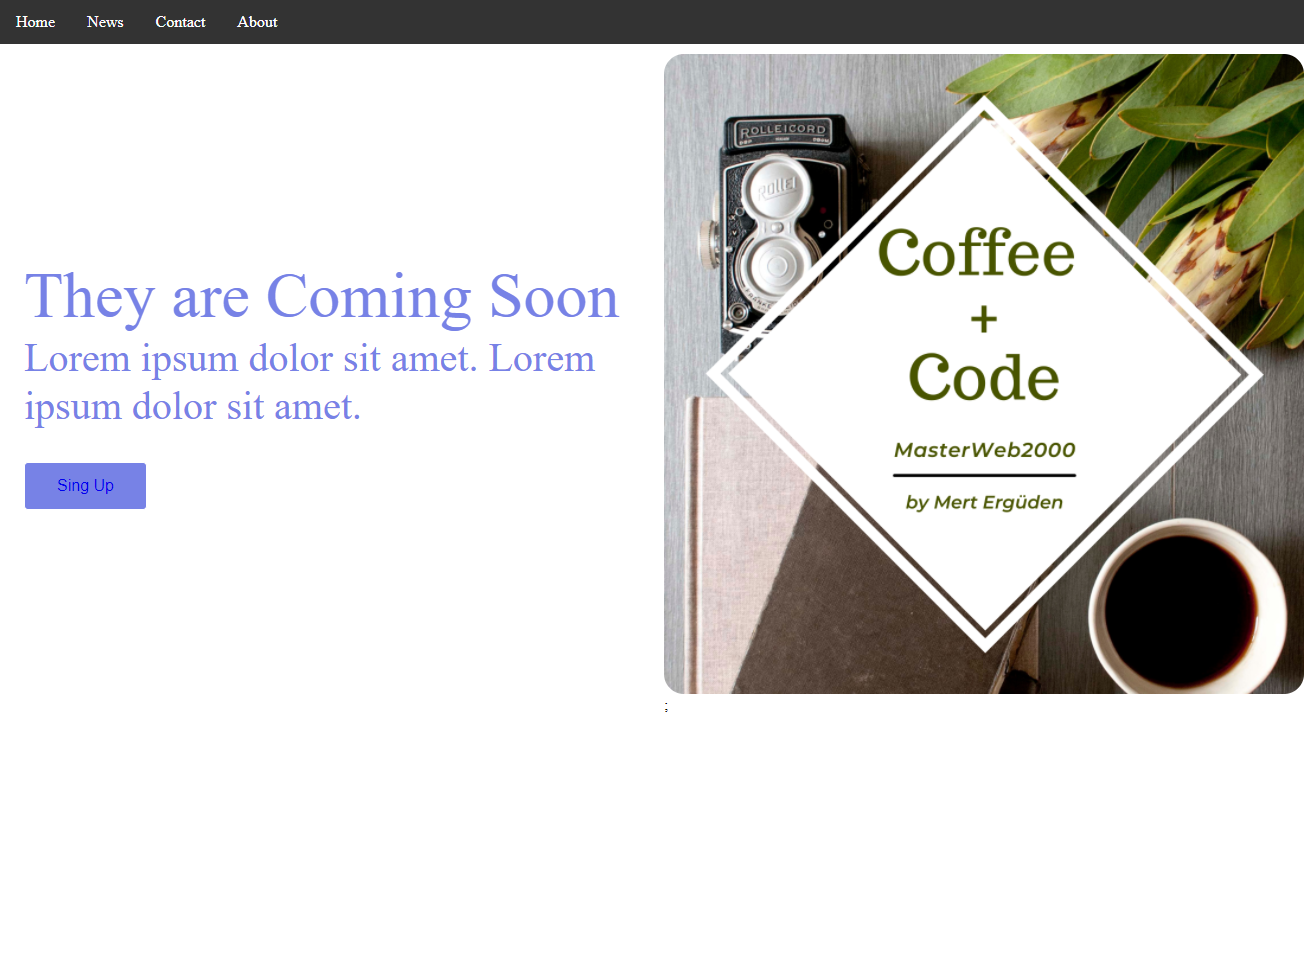 Home News Contact About
They are Coming Soon
Lorem ipsum dolor sit amet. Lorem
ipsum dolor sit amet.
Sing Up
ROLLEICORD
ROLLEI
Coffee
+
Code
MasterWeb2000
by Mert Ergüden
;